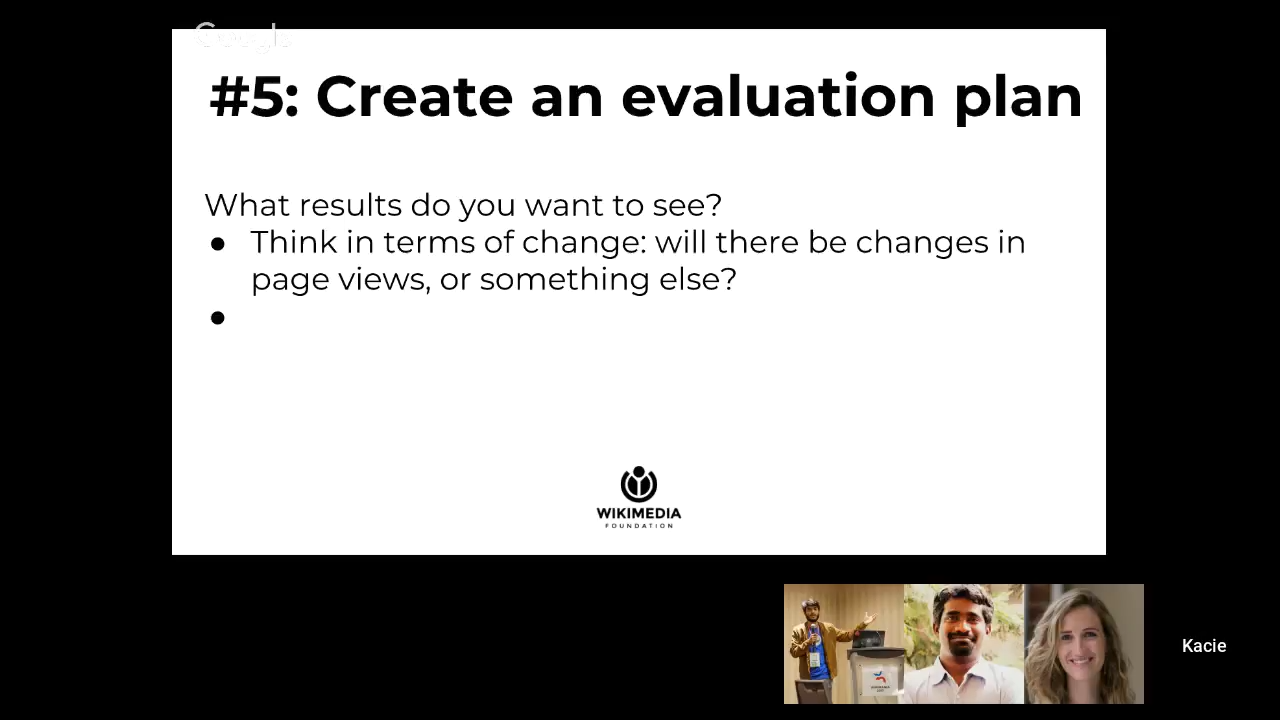 Google
#5: Create an evaluation plan
What results do you want to see?
● Think in terms of change: will there be changes in
page views, or something else?
●
WIKIMEDIA
FOUNDATION
Kacie